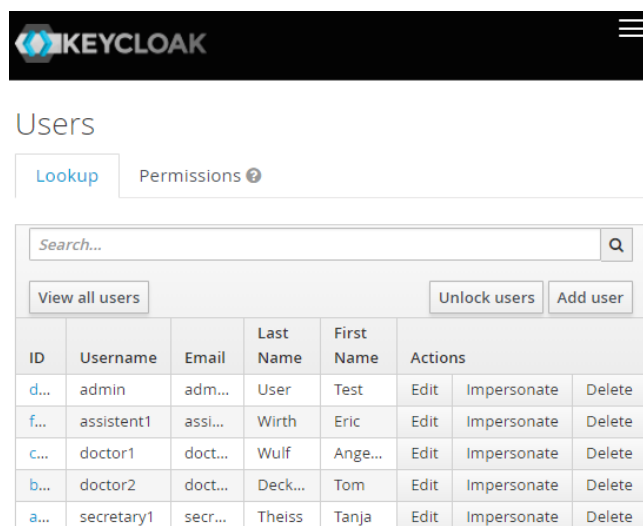 KEYCLOAK
Users
Lookup Permissions ?
Search...
View all users Unlock users Add user
ID Username Email Last Name First Name Actions
d... admin adm... User Test Edit Impersonate Delete
f... assistent1 assi... Wirth Eric Edit Impersonate Delete
c... doctor1 doct... Wulf Ange... Edit Impersonate Delete
b... doctor2 doct... Deck... Tom Edit Impersonate Delete
a... secretary1 secr... Theiss Tanja Edit Impersonate Delete